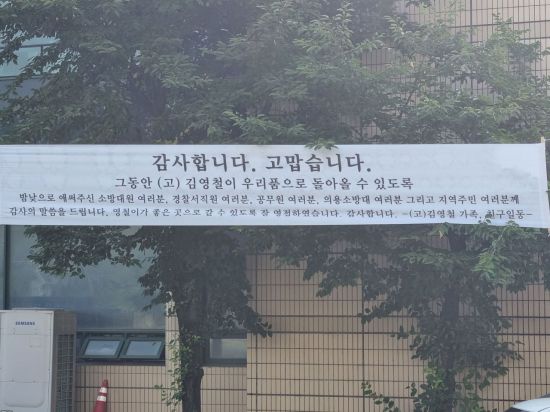 감사합니다. 고맙습니다.
그동안 (고) 김영철이 우리품으로 돌아올 수 있도록
밤낮으로 애써주신 소방대원 여러분, 경찰서직원 여러분, 공무원 여러분, 의용소방대 여러분 그리고 지역주민 여러분께
감사의 말씀을 드립니다. 영철이가 좋은 곳으로 갈 수 있도록 잘 영접하였습니다. 감사합니다. -(고)김영철 가족, 친구일동-
SAMSUNG